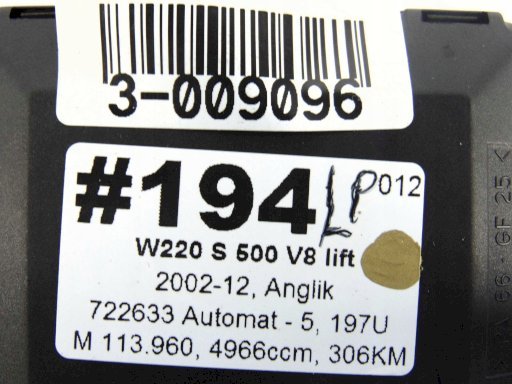 3-009096
#194 LP 012
W220 S 500 V8 lift
2002-12, Anglik
722633 Automat - 5, 197U
M 113.960, 4966ccm, 306KM